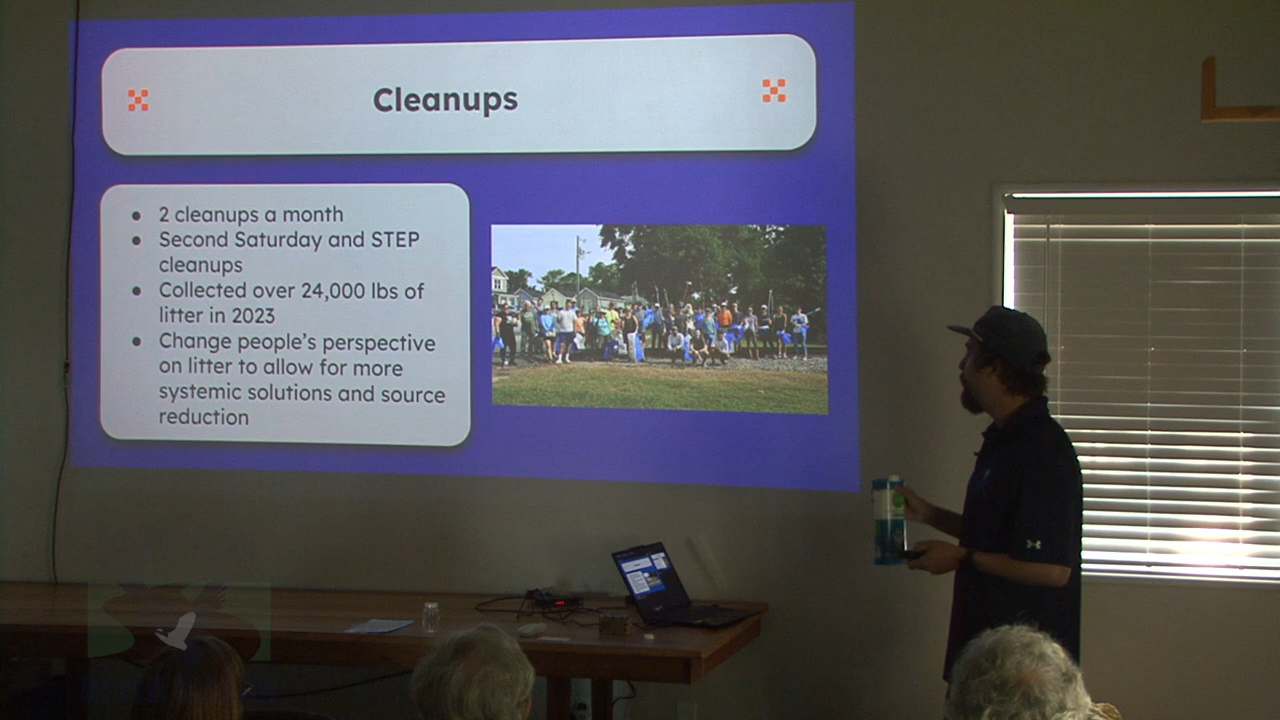 Cleanups
● 2 cleanups a month
● Second Saturday and STEP
cleanups
● Collected over 24,000 lbs of
litter in 2023
● Change people's perspective
on litter to allow for more
systemic solutions and source
reduction